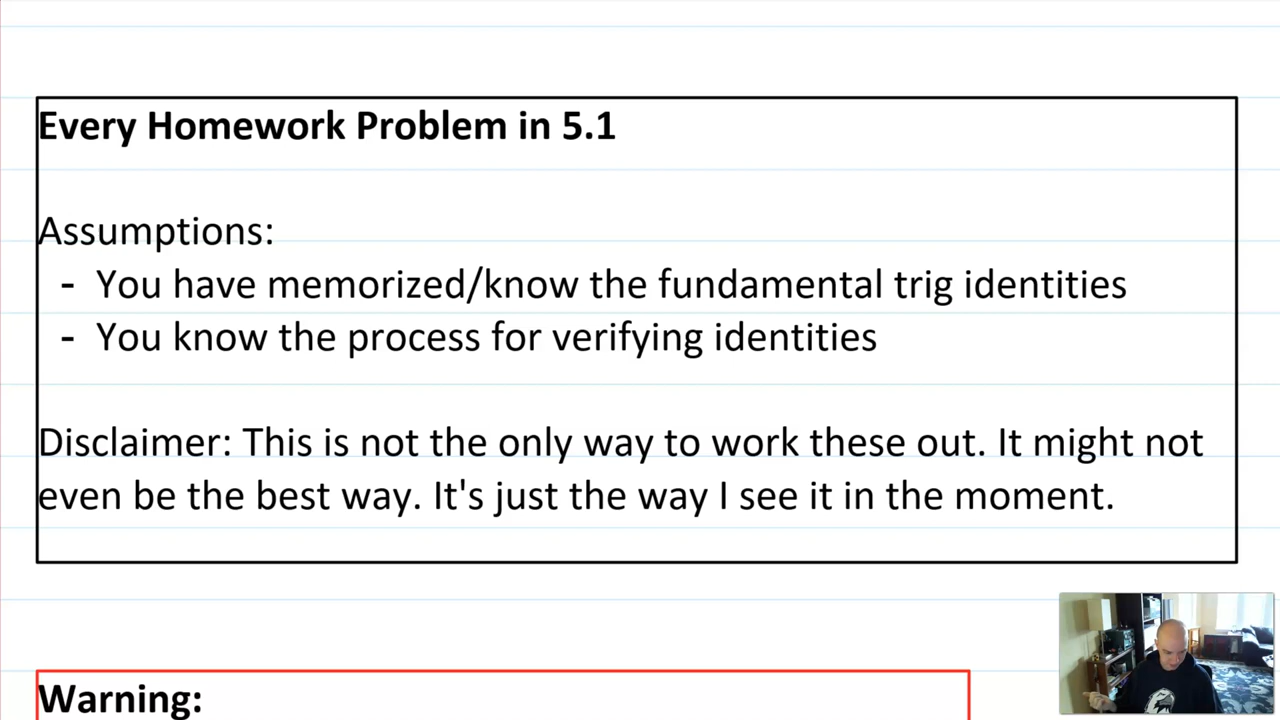 Every Homework Problem in 5.1
Assumptions:
- You have memorized/know the fundamental trig identities
- You know the process for verifying identities
Disclaimer: This is not the only way to work these out. It might not
even be the best way. It's just the way I see it in the moment.
Warning: